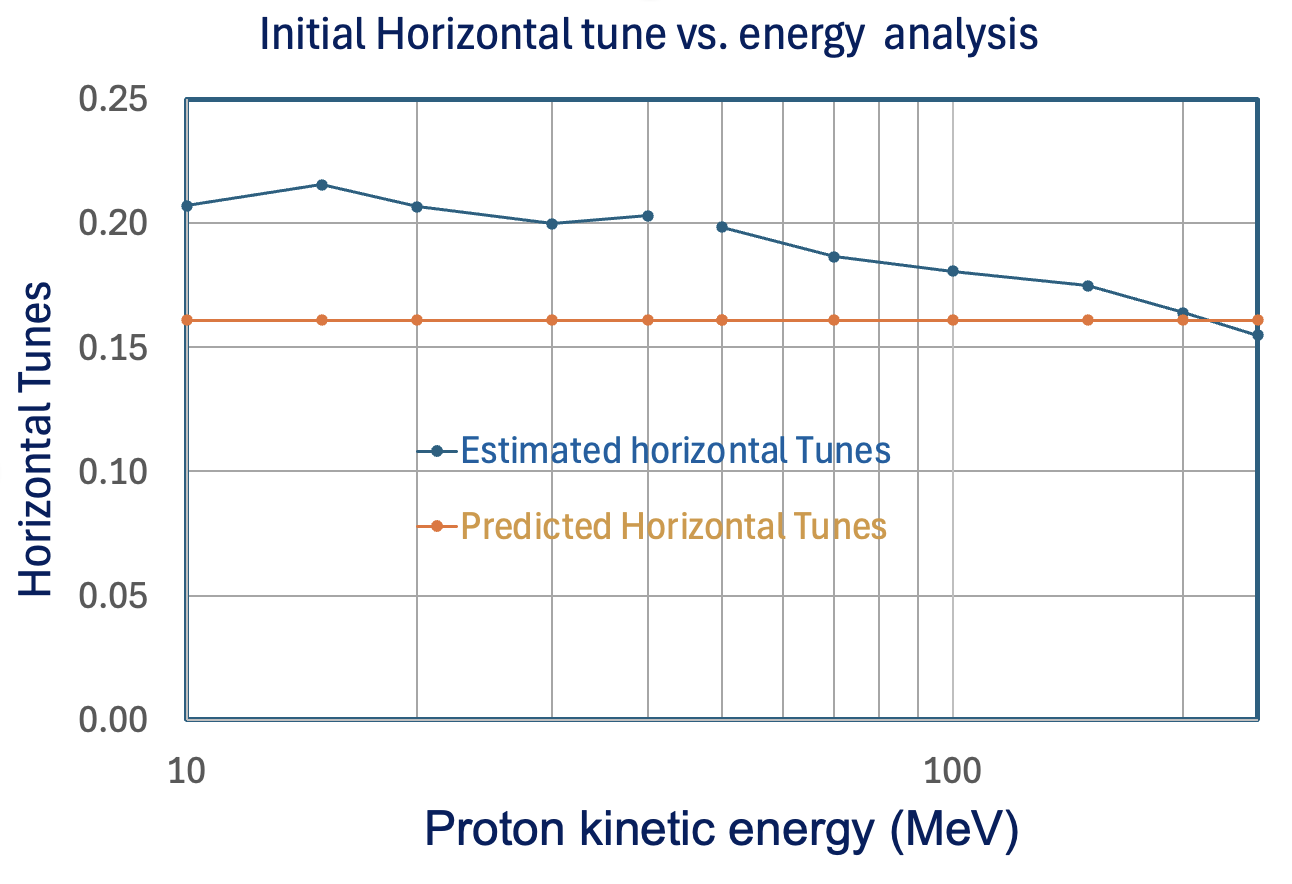 Initial Horizontal tune vs. energy analysis
0.25
0.20
0.15
0.10
0.05
0.00
Horizontal Tunes
Estimated horizontal Tunes
Predicted Horizontal Tunes
10
100
Proton kinetic energy (MeV)